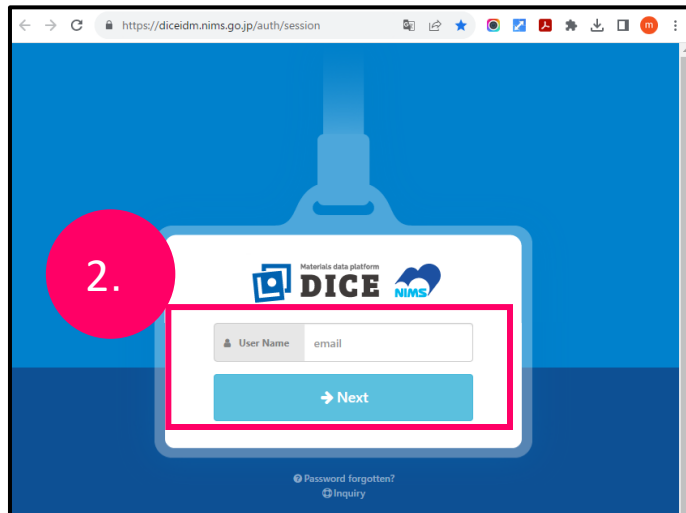 https://diceidm.nims.go.jp/auth/session
m
2.
Materials data platform
DICE
NIMS
User Name
email
Next
Password forgotten?
Inquiry